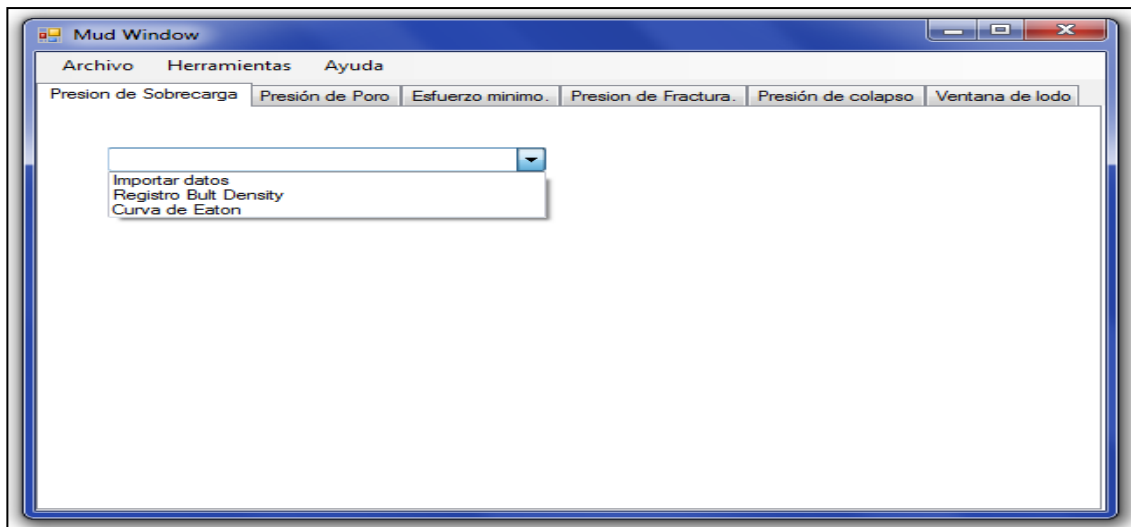 Mud Window
Archivo Herramientas Ayuda
Presion de Sobrecarga Presión de Poro Esfuerzo minimo. Presion de Fractura. Presión de colapso Ventana de lodo
Importar datos
Registro Bult Density
Curva de Eaton